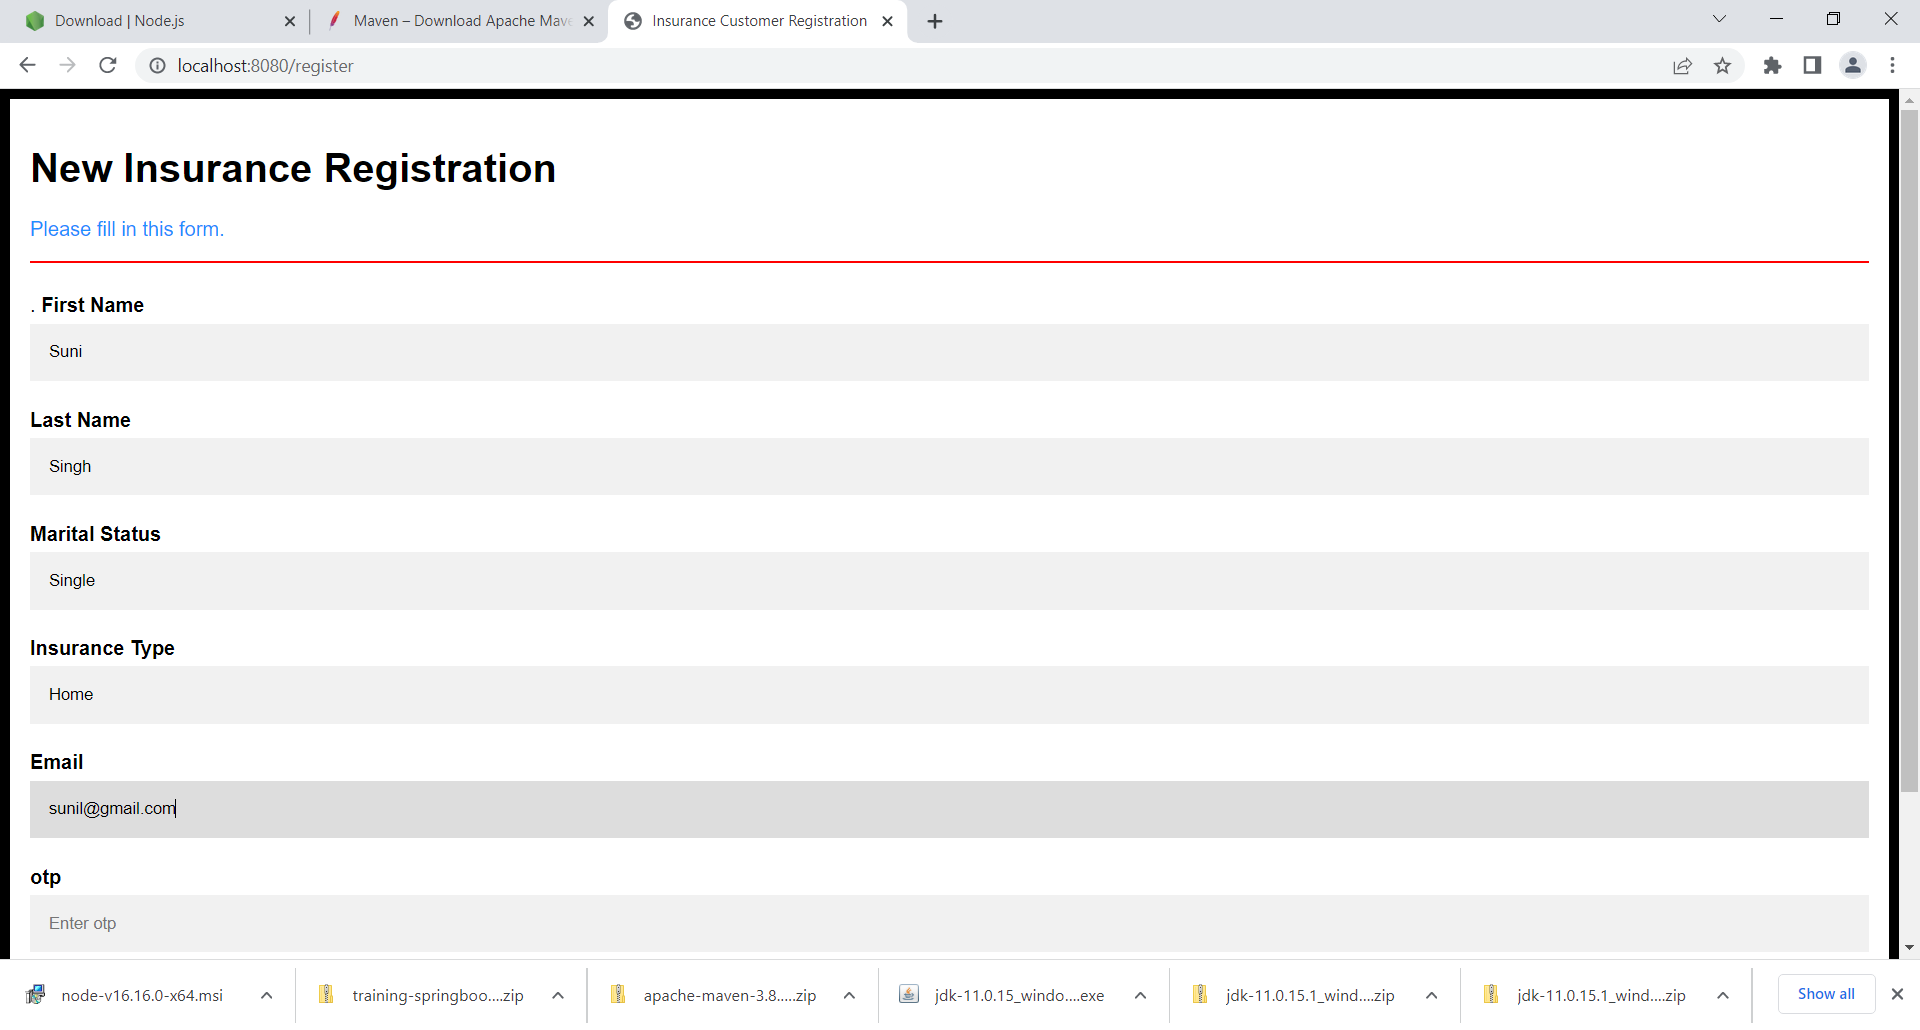 Download | Node.js
Maven – Download Apache Mave
Insurance Customer Registration
localhost:8080/register
New Insurance Registration
Please fill in this form.
. First Name
Suni
Last Name
Singh
Marital Status
Single
Insurance Type
Home
Email
sunil@gmail.com
otp
Enter otp
node-v16.16.0-x64.msi
training-springboo....zip
apache-maven-3.8.....zip
jdk-11.0.15_windo....exe
jdk-11.0.15.1_wind....zip
jdk-11.0.15.1_wind....zip
Show all